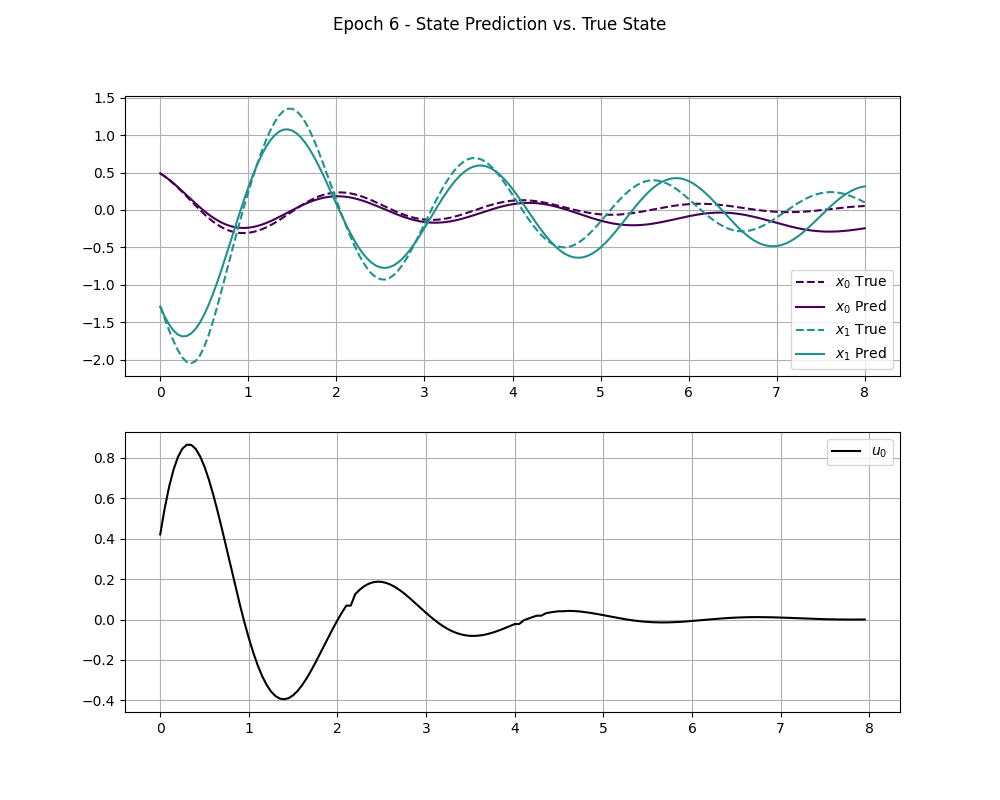 Epoch 6 - State Prediction vs. True State
1.5
1.0
0.5
0.0
−0.5
−1.0
−1.5
−2.0
x₀ True
x₀ Pred
x₁ True
x₁ Pred
0 1 2 3 4 5 6 7 8
0.8
0.6
0.4
0.2
0.0
−0.2
−0.4
u₀
0 1 2 3 4 5 6 7 8